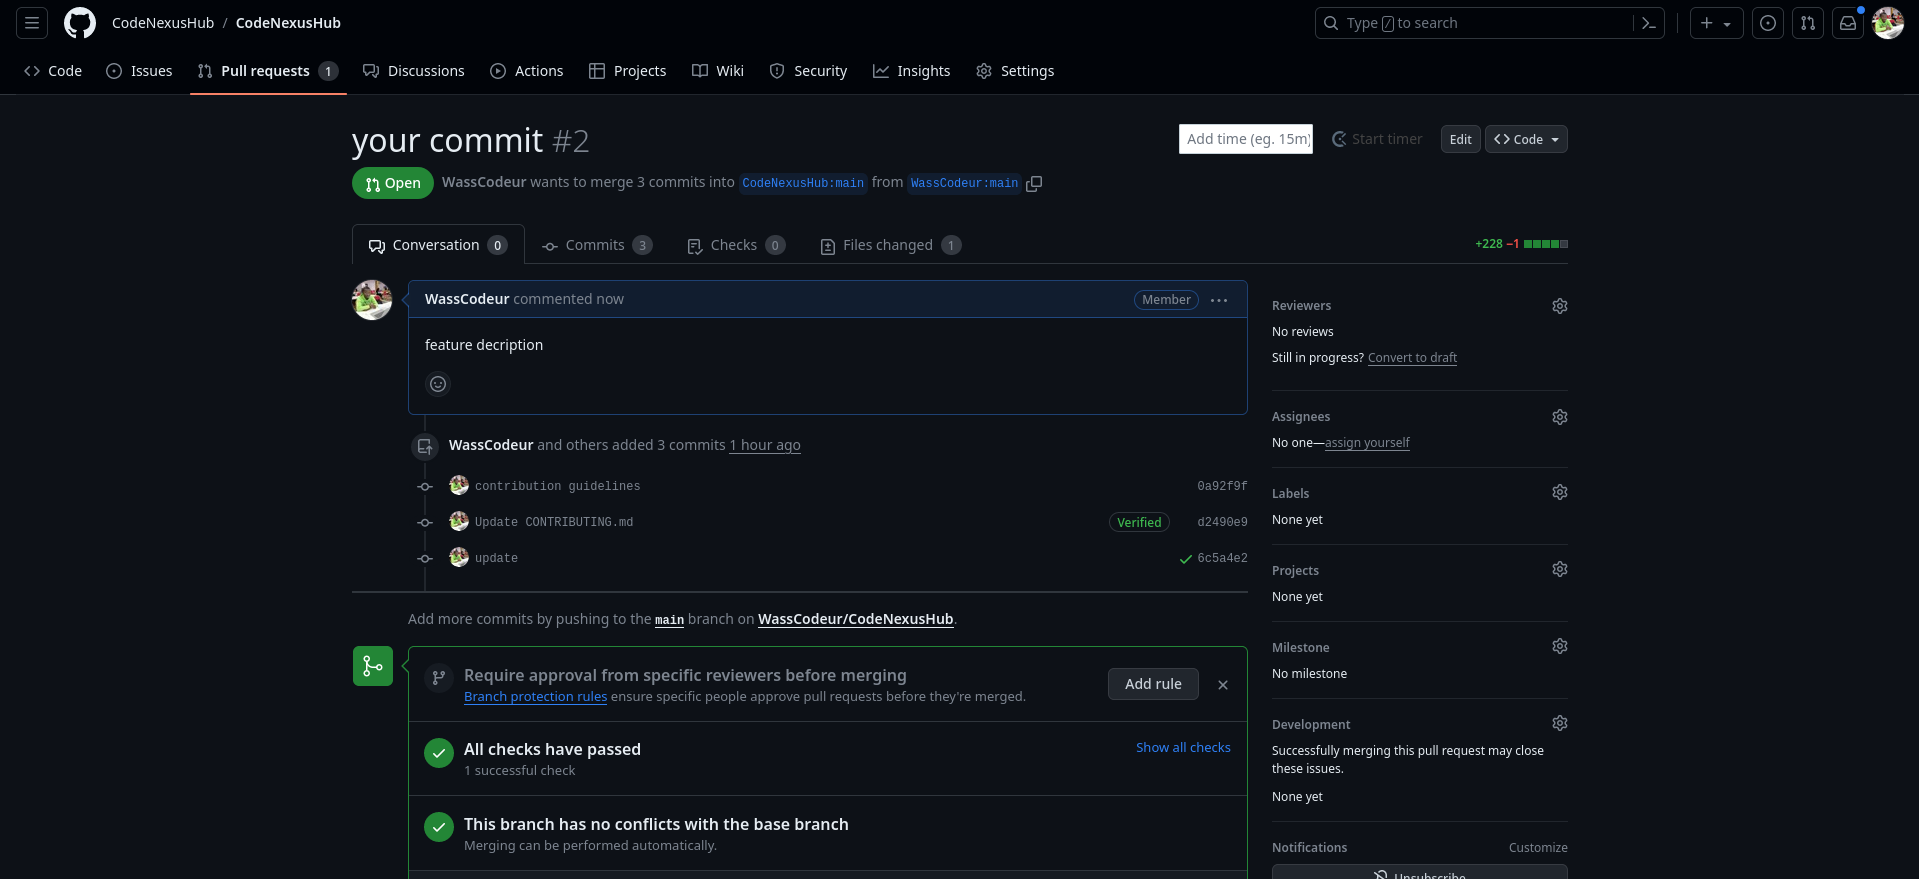 CodeNexusHub / CodeNexusHub
Type / to search
Code Issues Pull requests 1 Discussions Actions Projects Wiki Security Insights Settings
your commit #2
Add time (eg. 15m) Start timer Edit Code
Open WassCodeur wants to merge 3 commits into CodeNexusHub:main from WassCodeur:main
Conversation 0 Commits 3 Checks 0 Files changed 1
+228 −1
WassCodeur commented now
Member
feature decription
WassCodeur and others added 3 commits 1 hour ago
contribution guidelines 0a92f9f
Update CONTRIBUTING.md Verified d2490e9
update 6c5a4e2
Add more commits by pushing to the main branch on WassCodeur/CodeNexusHub.
Require approval from specific reviewers before merging
Branch protection rules ensure specific people approve pull requests before they're merged.
Add rule
All checks have passed
1 successful check
Show all checks
This branch has no conflicts with the base branch
Merging can be performed automatically.
Reviewers
No reviews
Still in progress? Convert to draft
Assignees
No one—assign yourself
Labels
None yet
Projects
None yet
Milestone
No milestone
Development
Successfully merging this pull request may close
these issues.
None yet
Notifications Customize
Unsubscribe